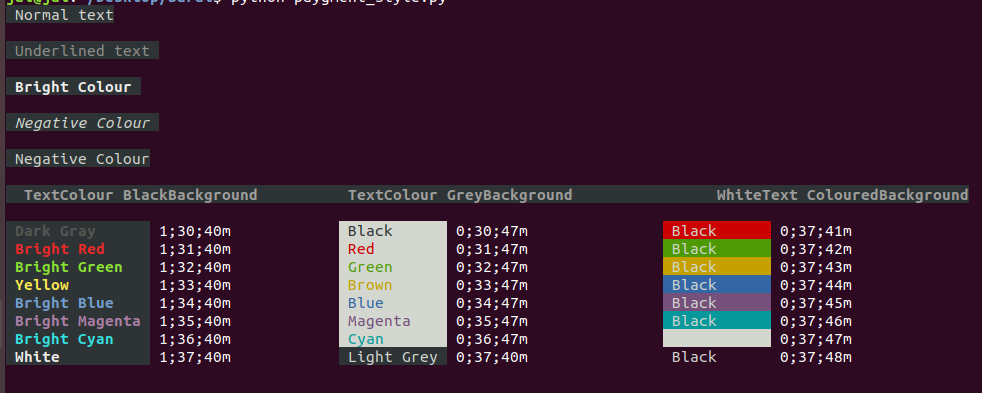 python paygment_style.py
Normal text
Underlined text
Bright Colour
Negative Colour
Negative Colour
TextColour BlackBackground TextColour GreyBackground WhiteText ColouredBackground
Dark Gray 1;30;40m Black 0;30;47m Black 0;37;41m
Bright Red 1;31;40m Red 0;31;47m Black 0;37;42m
Bright Green 1;32;40m Green 0;32;47m Black 0;37;43m
Yellow 1;33;40m Brown 0;33;47m Black 0;37;44m
Bright Blue 1;34;40m Blue 0;34;47m Black 0;37;45m
Bright Magenta 1;35;40m Magenta 0;35;47m Black 0;37;46m
Bright Cyan 1;36;40m Cyan 0;36;47m 0;37;47m
White 1;37;40m Light Grey 0;37;40m Black 0;37;48m